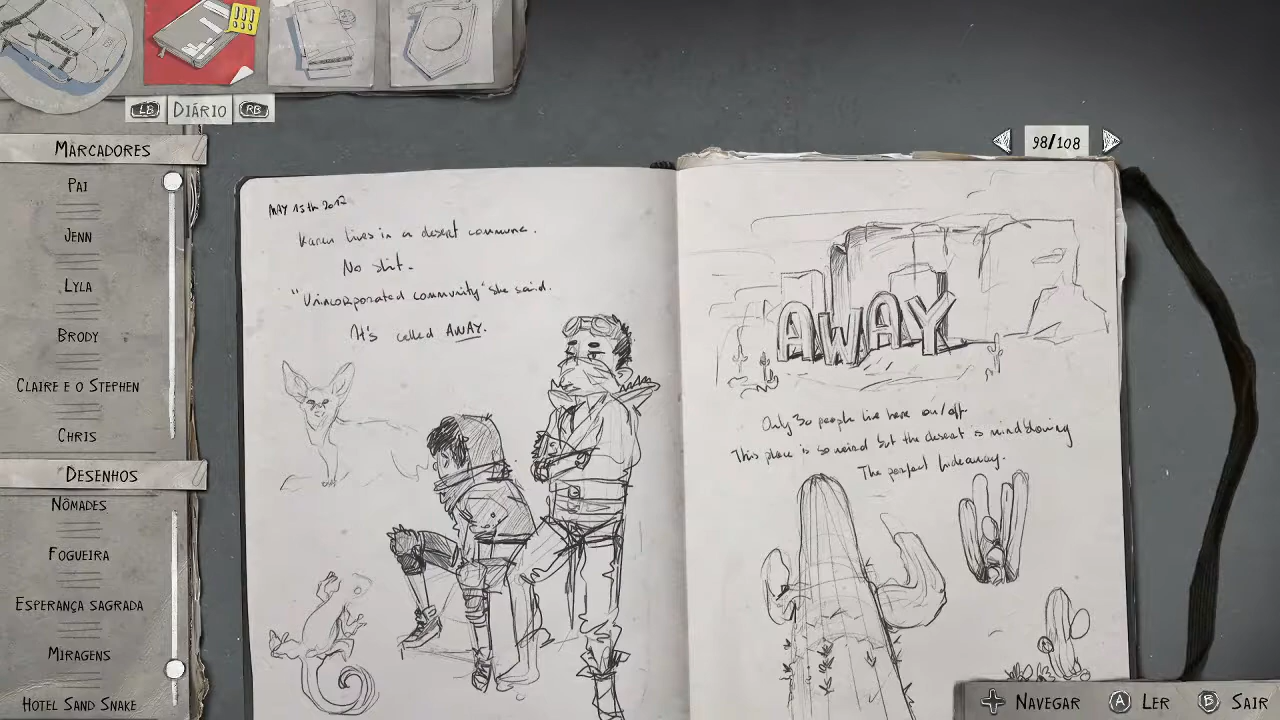 LB DIÁRIO RB
MARCADORES
PAI
JENN
LYLA
BRODY
CLAIRE E O STEPHEN
CHRIS
DESENHOS
NÔMADES
FOGUEIRA
ESPERANÇA SAGRADA
MIRAGENS
HOTEL SAND SNAKE
98/108
MAY 15th 2017
Karen lives in a desert commune.
No shit.
"Unincorporated community" she said.
It's called AWAY.
AWAY
Only 30 people live here on/off
This place is so weird but the desert is mindblowing
The perfect hideaway.
NAVEGAR A LER B SAIR